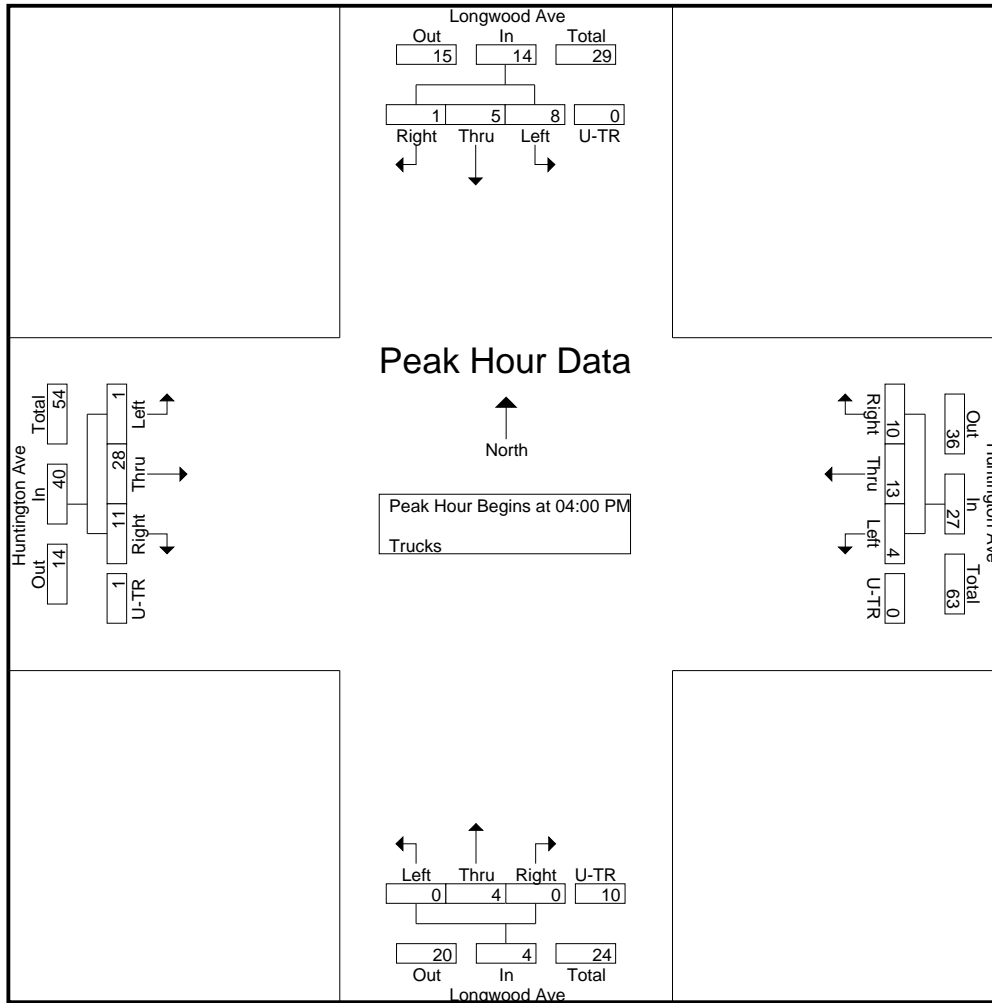 Longwood Ave
Out In Total
15 14 29
1 5 8 0
Right Thru Left U-TR
Peak Hour Data
North
Peak Hour Begins at 04:00 PM
Trucks
Huntington Ave
Total In Out
54 40 14
1 28 11 1
Left Thru Right U-TR
Huntington Ave
Out In Total
36 27 63
10 13 4 0
Right Thru Left U-TR
Left Thru Right U-TR
0 4 0 10
20 4 24
Out In Total
Longwood Ave